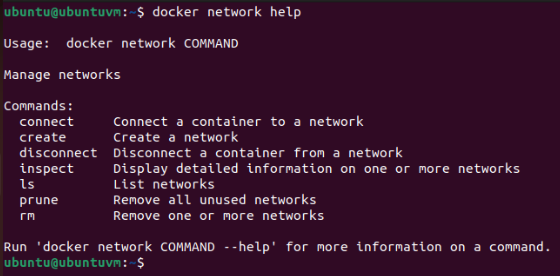 ubuntu@ubuntuvm:~$ docker network help
Usage:  docker network COMMAND
Manage networks
Commands:
  connect     Connect a container to a network
  create      Create a network
  disconnect  Disconnect a container from a network
  inspect     Display detailed information on one or more networks
  ls          List networks
  prune       Remove all unused networks
  rm          Remove one or more networks
Run 'docker network COMMAND --help' for more information on a command.
ubuntu@ubuntuvm:~$